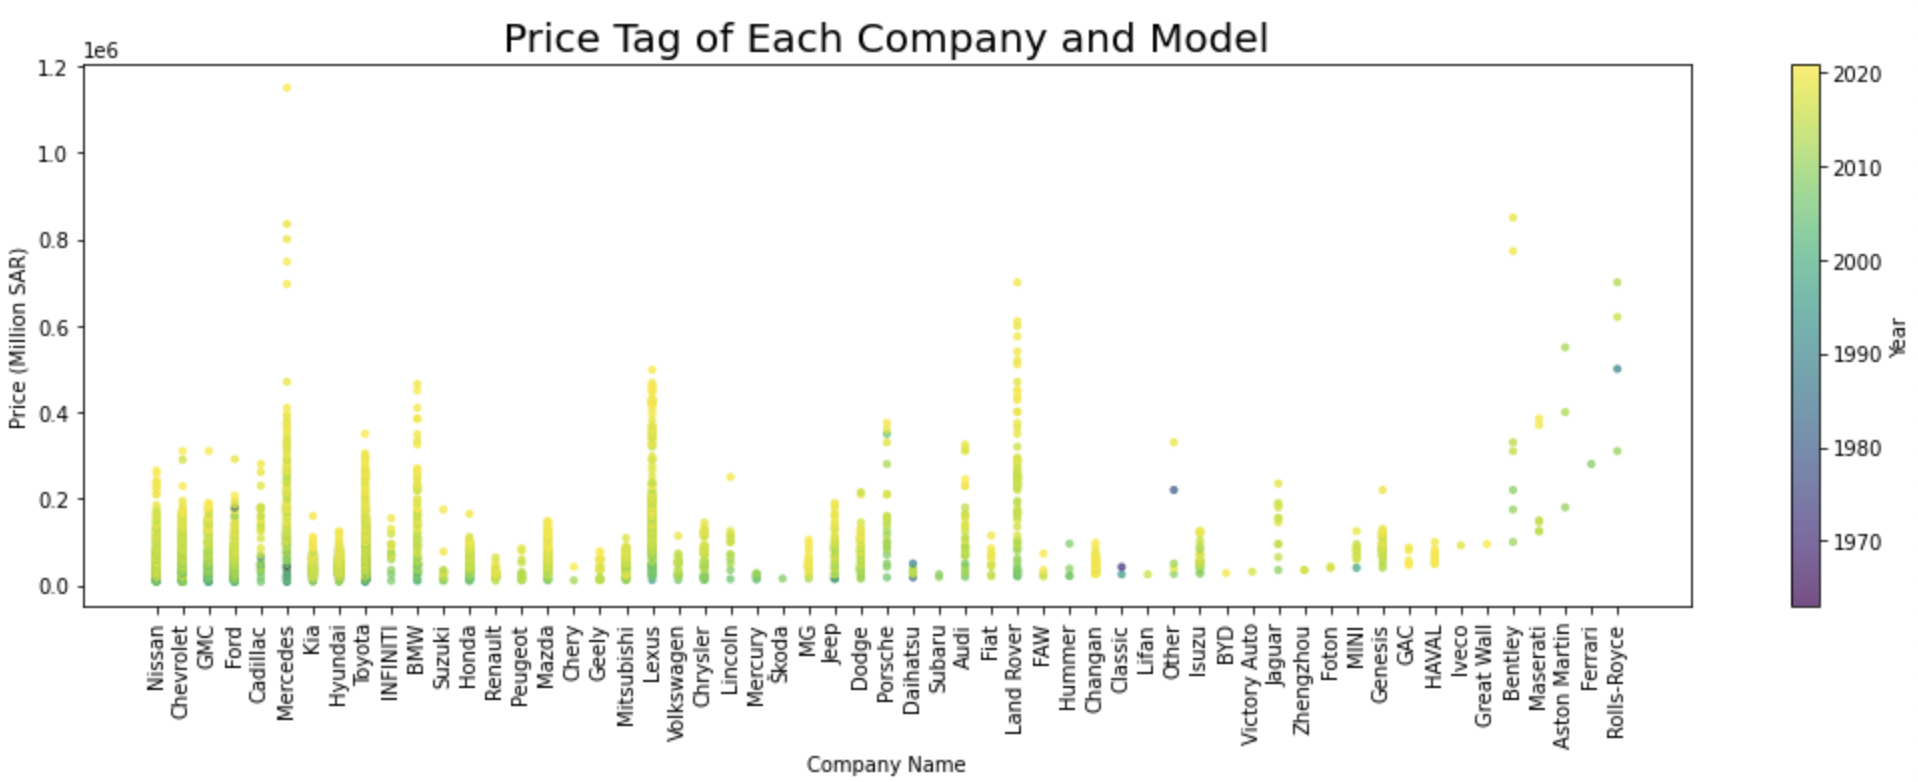 Price Tag of Each Company and Model
1e6
1.2
1.0
0.8
0.6
0.4
0.2
0.0
Price (Million SAR)
Nissan
Chevrolet
GMC
Ford
Cadillac
Mercedes
Kia
Hyundai
Toyota
INFINITI
BMW
Suzuki
Honda
Renault
Peugeot
Mazda
Chery
Geely
Mitsubishi
Lexus
Volkswagen
Chrysler
Lincoln
Mercury
Škoda
MG
Jeep
Dodge
Porsche
Daihatsu
Subaru
Audi
Fiat
Land Rover
FAW
Hummer
Changan
Classic
Lifan
Other
Isuzu
BYD
Victory Auto
Jaguar
Zhengzhou
Foton
MINI
Genesis
GAC
HAVAL
Iveco
Great Wall
Bentley
Maserati
Aston Martin
Ferrari
Rolls-Royce
Company Name
2020
2010
2000
1990
1980
1970
Year